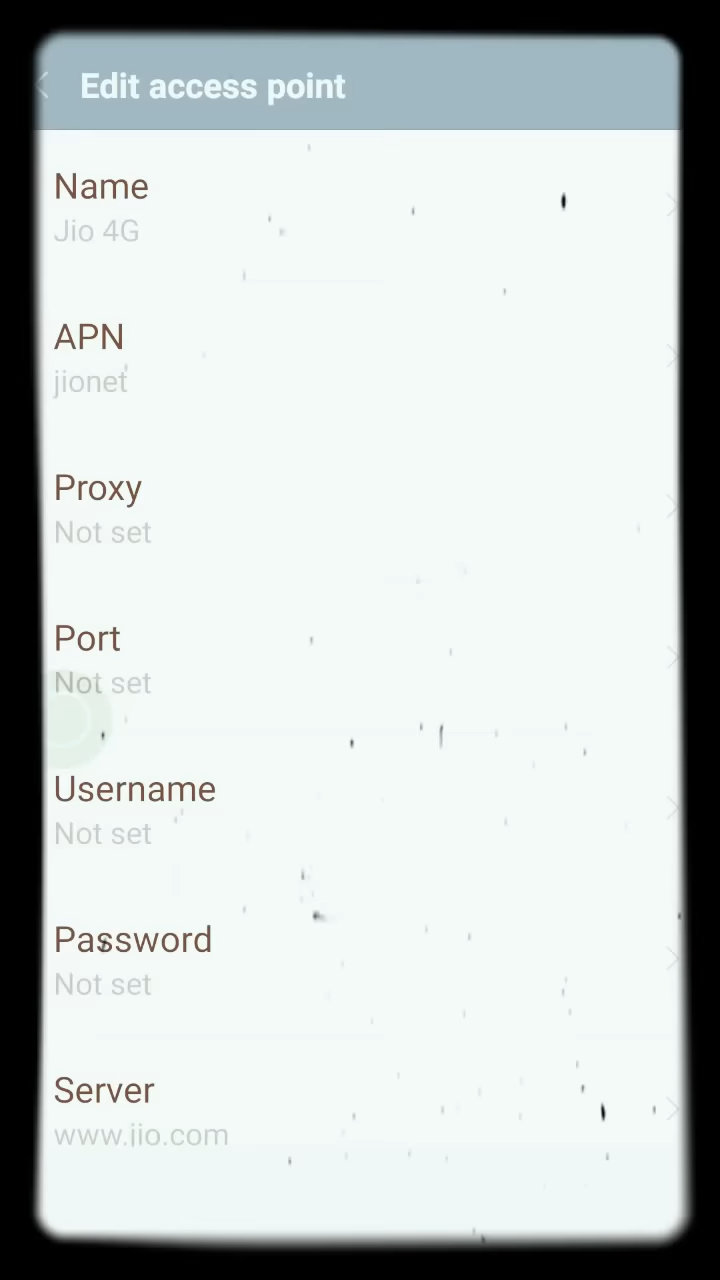 Edit access point
Name
Jio 4G
APN
jionet
Proxy
Not set
Port
Not set
Username
Not set
Password
Not set
Server
www.jio.com